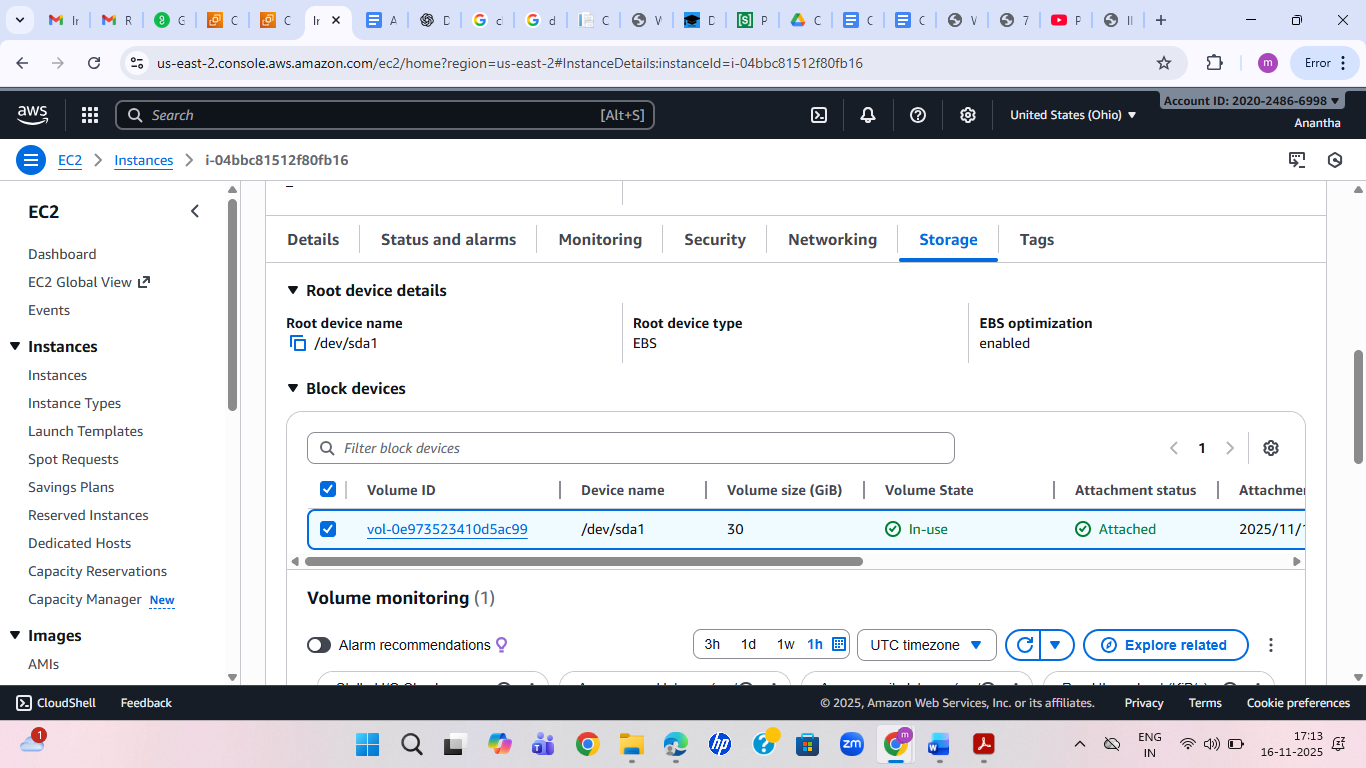 us-east-2.console.aws.amazon.com/ec2/home?region=us-east-2#InstanceDetails:instanceId=i-04bbc81512f80fb16
m
Error
aws
Search
[Alt+S]
United States (Ohio)
Account ID: 2020-2486-6998
Anantha
EC2
Instances
i-04bbc81512f80fb16
EC2
Dashboard
EC2 Global View
Events
Instances
Instances
Instance Types
Launch Templates
Spot Requests
Savings Plans
Reserved Instances
Dedicated Hosts
Capacity Reservations
Capacity Manager New
Images
AMIs
–
Details Status and alarms Monitoring Security Networking Storage Tags
Root device details
Root device name Root device type EBS optimization
/dev/sda1 EBS enabled
Block devices
Filter block devices
1
Volume ID Device name Volume size (GiB) Volume State Attachment status
vol-0e973523410d5ac99 /dev/sda1 30 In-use Attached
Volume monitoring (1)
Alarm recommendations
3h 1d 1w 1h
UTC timezone
Explore related
CloudShell Feedback
© 2025, Amazon Web Services, Inc. or its affiliates. Privacy Terms Cookie preferences
1
hp
zm
m
ENG
IN
17:13
16-11-2025